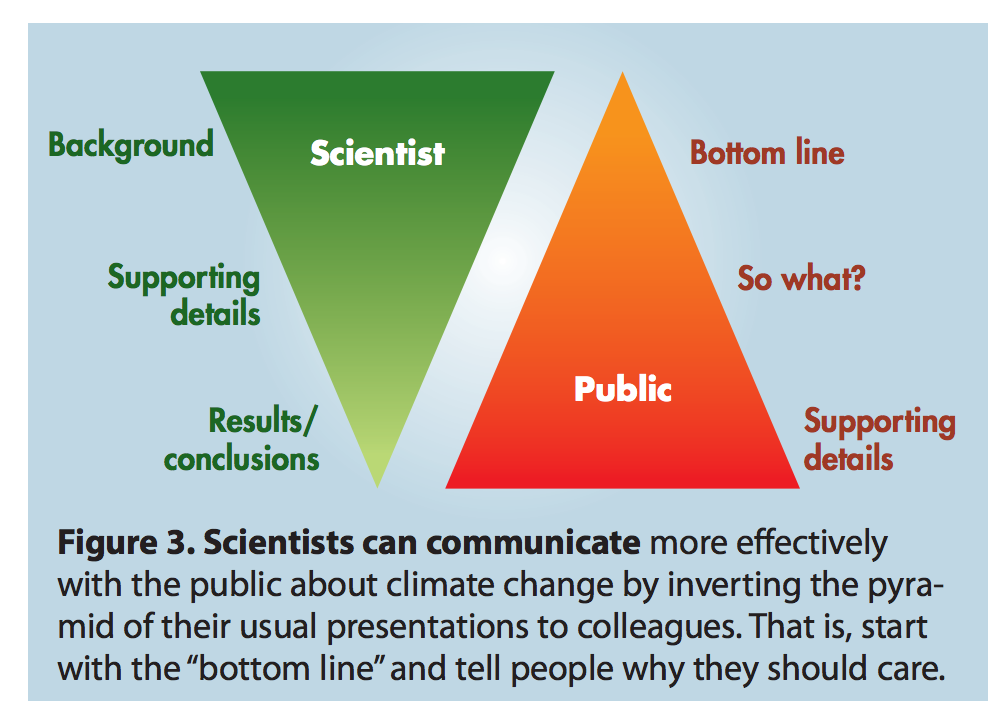 Background
Scientist
Supporting
details
Results/
conclusions
Bottom line
So what?
Public
Supporting
details
Figure 3. Scientists can communicate more effectively
with the public about climate change by inverting the pyra-
mid of their usual presentations to colleagues. That is, start
with the “bottom line” and tell people why they should care.